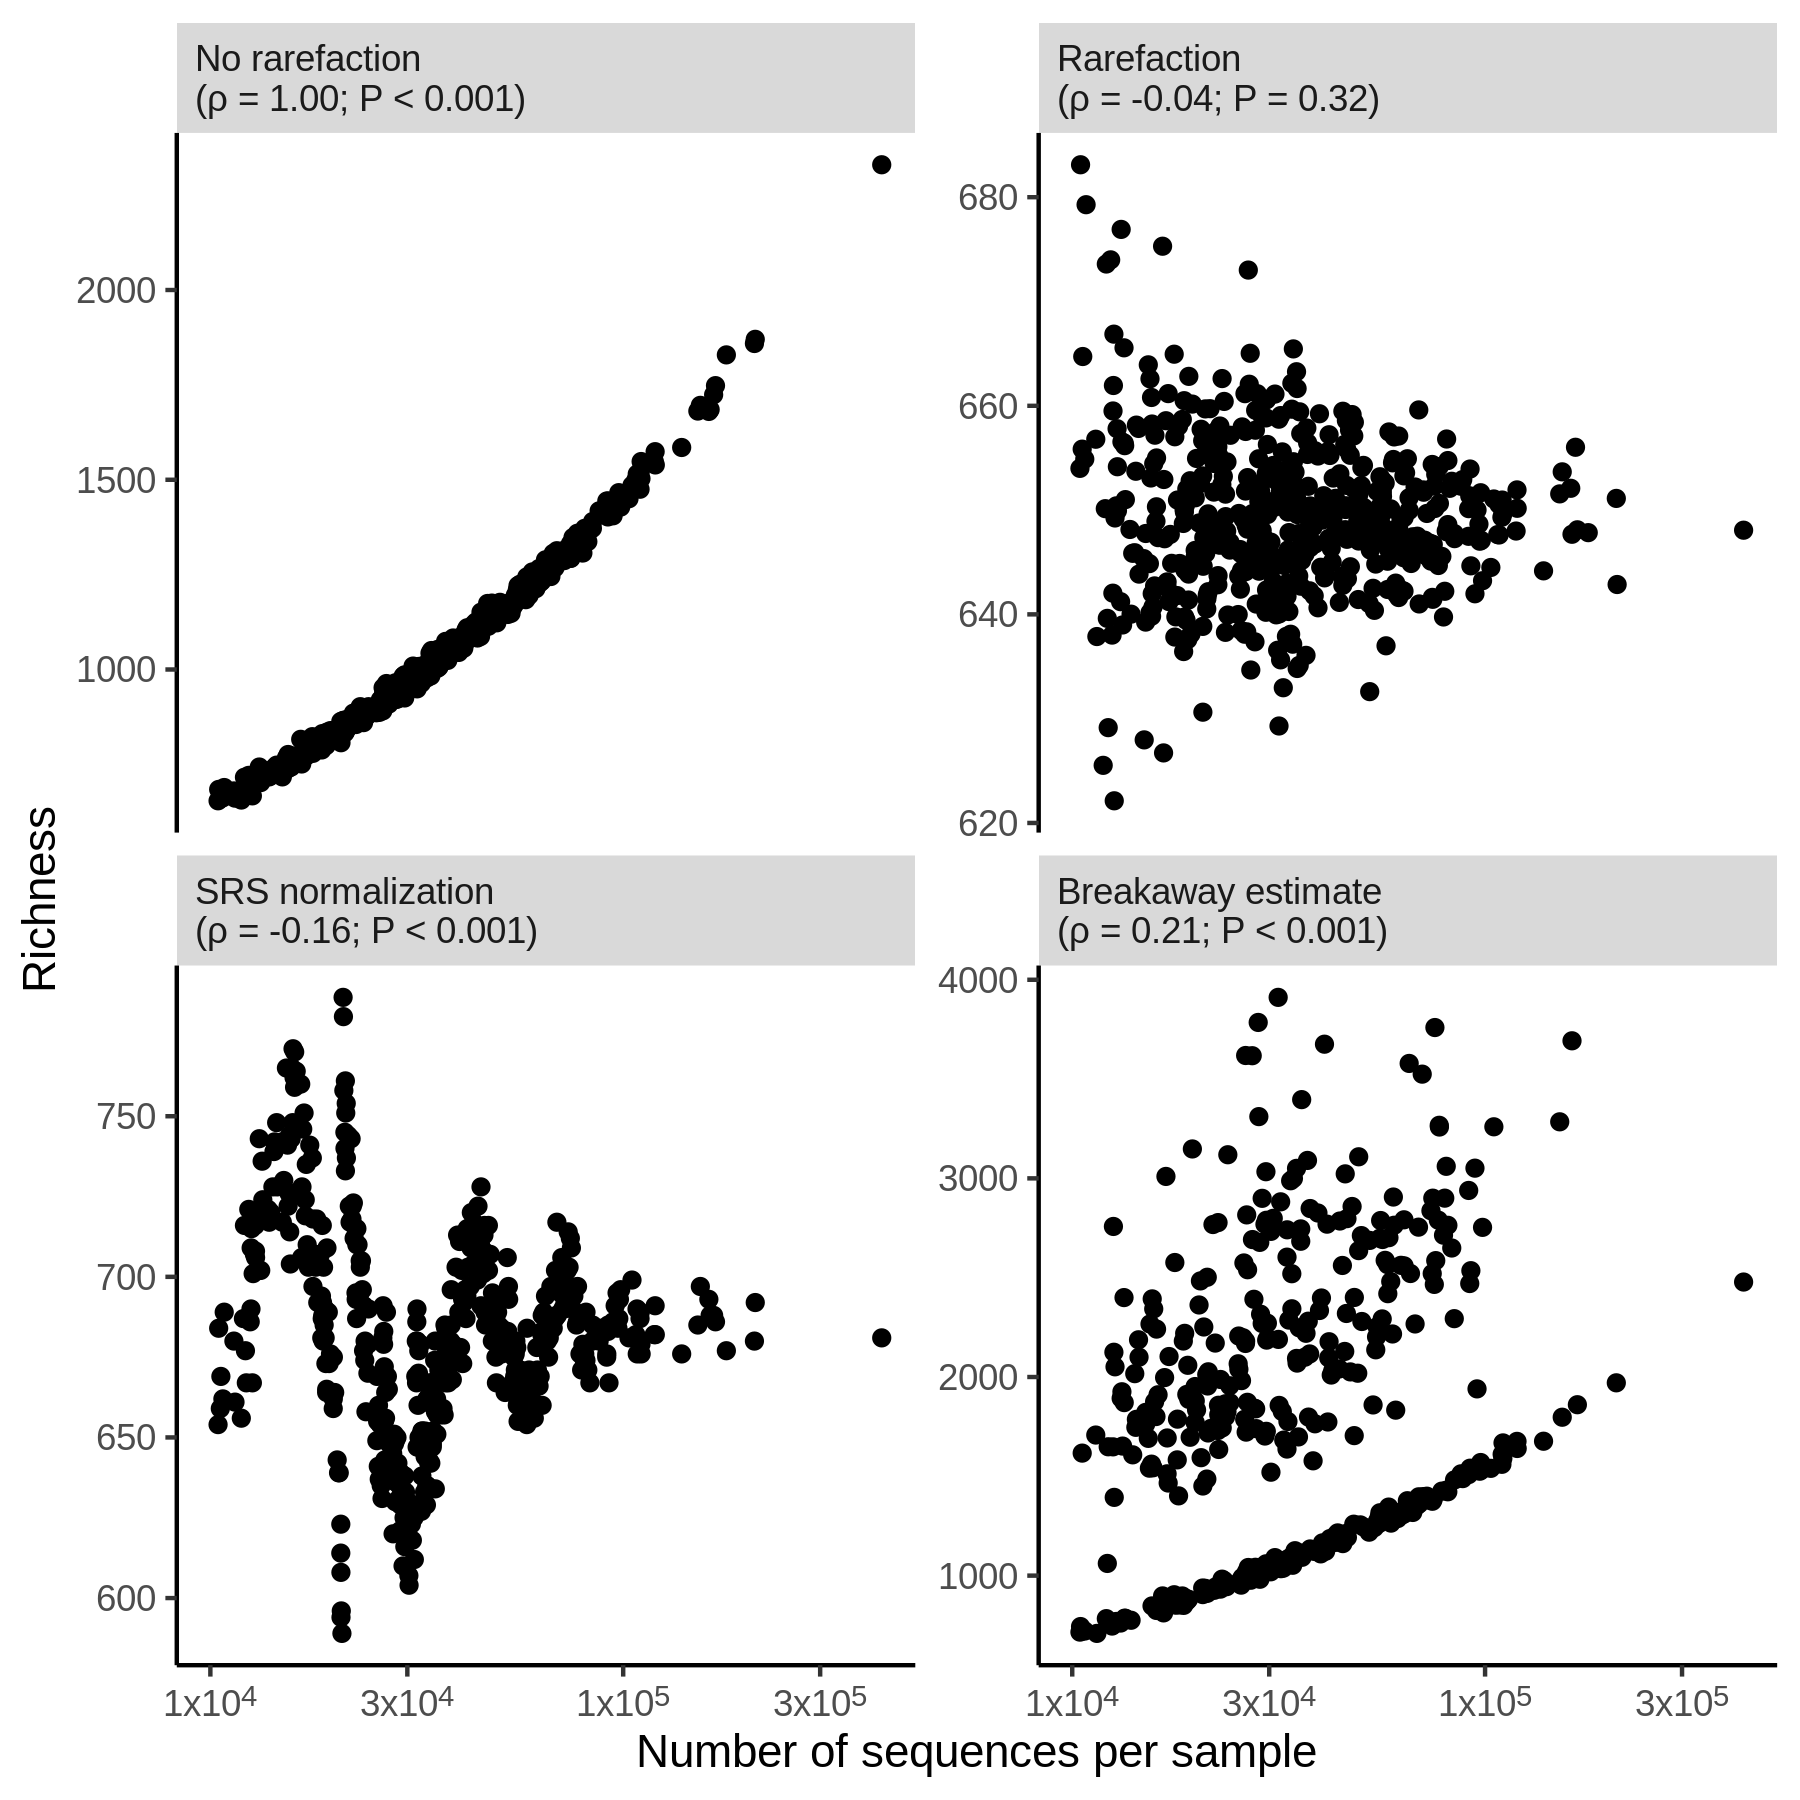 No rarefaction
(ρ = 1.00; P < 0.001)
Rarefaction
(ρ = -0.04; P = 0.32)
2000
1500
1000
680
660
640
620
SRS normalization
(ρ = -0.16; P < 0.001)
Breakaway estimate
(ρ = 0.21; P < 0.001)
750
700
650
600
4000
3000
2000
1000
1x10⁴
3x10⁴
1x10⁵
3x10⁵
1x10⁴
3x10⁴
1x10⁵
3x10⁵
Richness
Number of sequences per sample